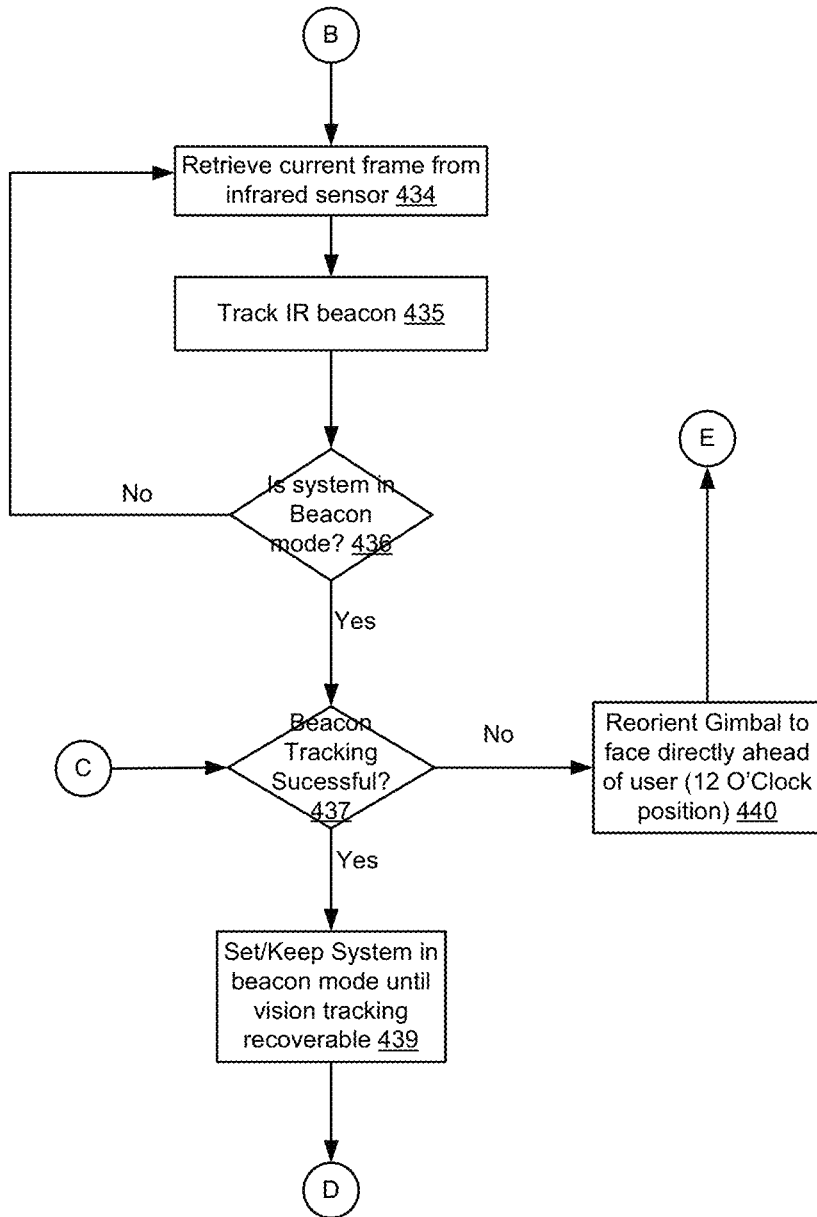 B
Retrieve current frame from
infrared sensor 434
Track IR beacon 435
E
No
Is system in
Beacon
mode? 436
Yes
C
Beacon
Tracking
Sucessful?
437
No
Reorient Gimbal to
face directly ahead
of user (12 O'Clock
position) 440
Yes
Set/Keep System in
beacon mode until
vision tracking
recoverable 439
D